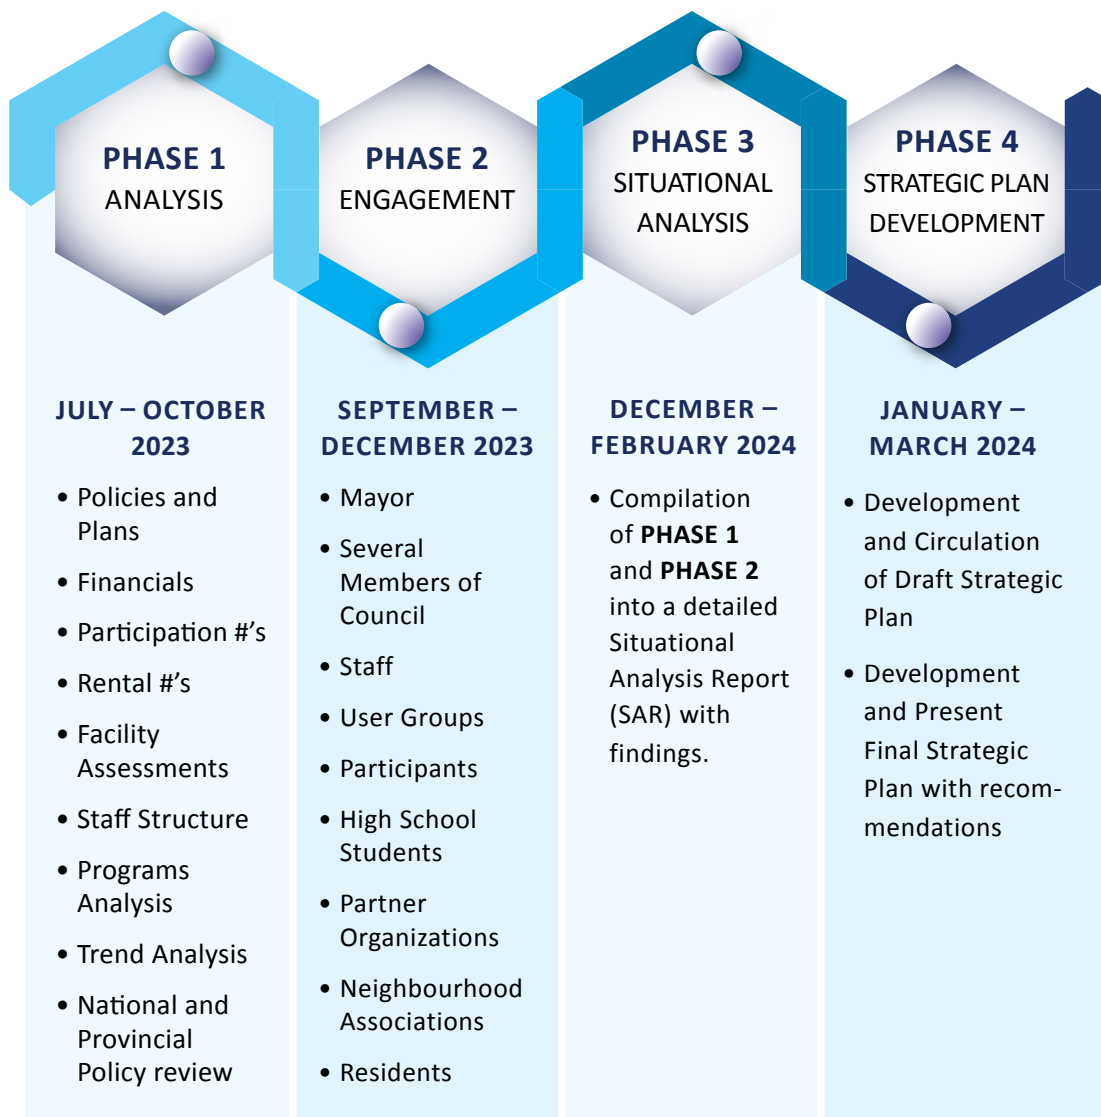 PHASE 1
ANALYSIS
JULY – OCTOBER
2023
• Policies and
Plans
• Financials
• Participation #'s
• Rental #'s
• Facility
Assessments
• Staff Structure
• Programs
Analysis
• Trend Analysis
• National and
Provincial
Policy review
PHASE 2
ENGAGEMENT
SEPTEMBER –
DECEMBER 2023
• Mayor
• Several
Members of
Council
• Staff
• User Groups
• Participants
• High School
Students
• Partner
Organizations
• Neighbourhood
Associations
• Residents
PHASE 3
SITUATIONAL
ANALYSIS
DECEMBER –
FEBRUARY 2024
• Compilation
of PHASE 1
and PHASE 2
into a detailed
Situational
Analysis Report
(SAR) with
findings.
PHASE 4
STRATEGIC PLAN
DEVELOPMENT
JANUARY –
MARCH 2024
• Development
and Circulation
of Draft Strategic
Plan
• Development
and Present
Final Strategic
Plan with recom-
mendations